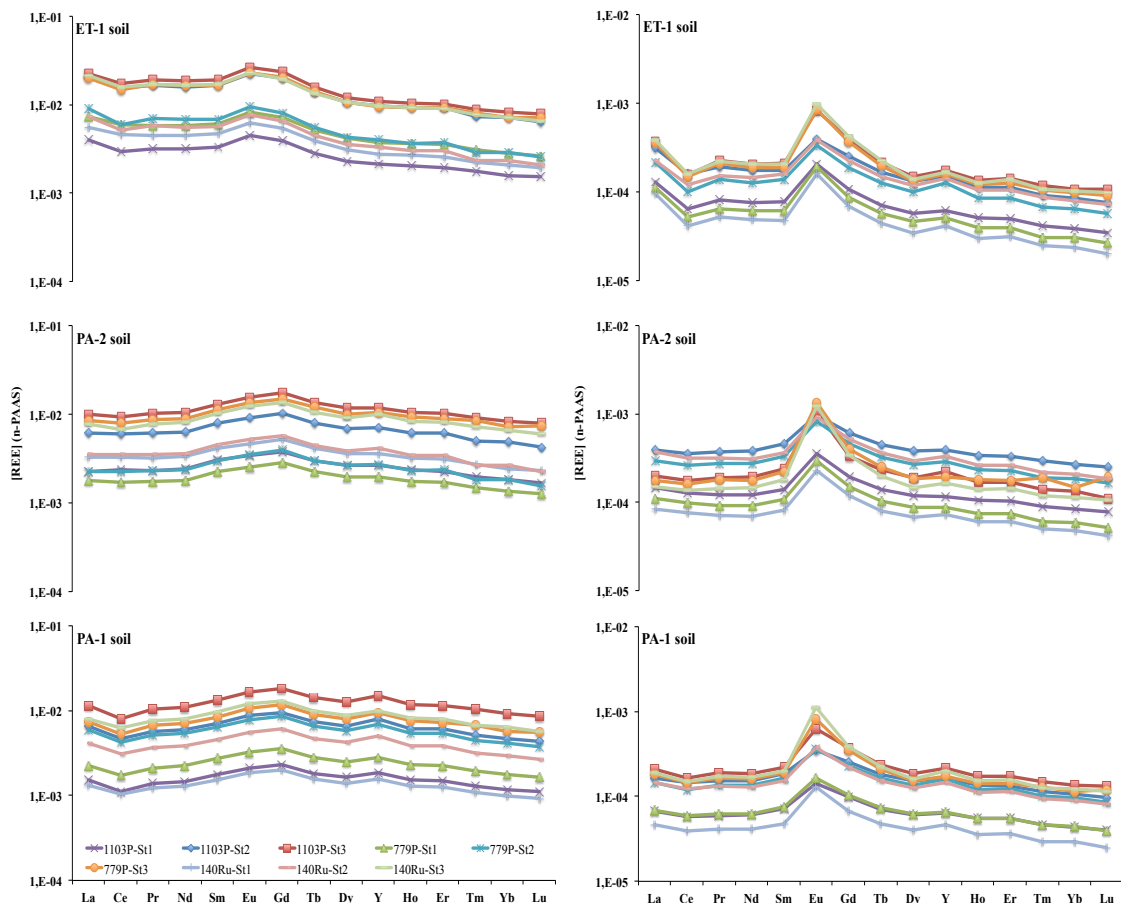 ET-1 soil
1,E-01
1,E-02
1,E-03
1,E-04
ET-1 soil
1,E-02
1,E-03
1,E-04
1,E-05
PA-2 soil
[REE] (n-PAAS)
1,E-01
1,E-02
1,E-03
1,E-04
PA-2 soil
[REE] (n-PAAS)
1,E-02
1,E-03
1,E-04
1,E-05
PA-1 soil
1,E-01
1,E-02
1,E-03
1,E-04
1103P-St1 1103P-St2 1103P-St3 779P-St1 779P-St2
779P-St3 140Ru-St1 140Ru-St2 140Ru-St3
La Ce Pr Nd Sm Eu Gd Tb Dy Y Ho Er Tm Yb Lu
PA-1 soil
1,E-02
1,E-03
1,E-04
1,E-05
La Ce Pr Nd Sm Eu Gd Tb Dy Y Ho Er Tm Yb Lu